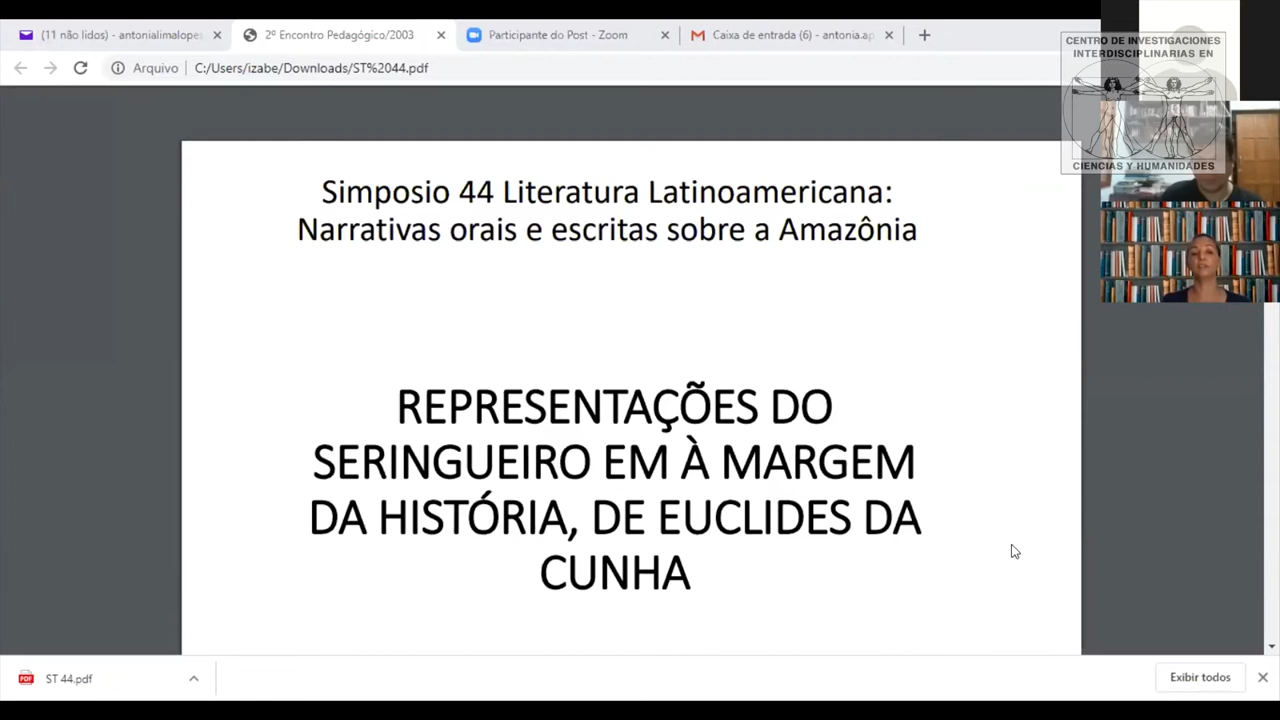 (11 não lidos) - antonialimalopes
2º Encontro Pedagógico/2003
Participante do Post - Zoom
Caixa de entrada (6) - antonia.ap
Arquivo
C:/Users/izabe/Downloads/ST%2044.pdf
CENTRO DE INVESTIGACIONES
INTERDISCIPLINARIAS EN
CIENCIAS Y HUMANIDADES
Simposio 44 Literatura Latinoamericana:
Narrativas orais e escritas sobre a Amazônia
REPRESENTAÇÕES DO
SERINGUEIRO EM À MARGEM
DA HISTÓRIA, DE EUCLIDES DA
CUNHA
PDF
ST 44.pdf
Exibir todos